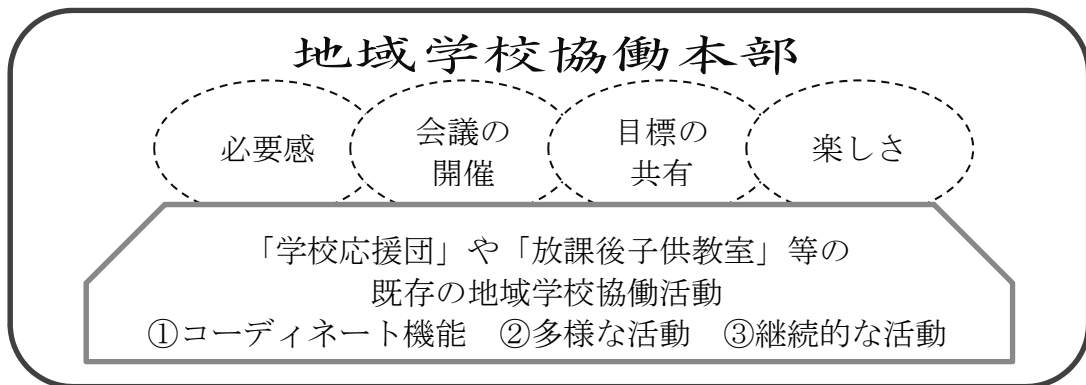 地域学校協働本部
必要感
会議の
開催
目標の
共有
楽しさ
「学校応援団」や「放課後子供教室」等の
既存の地域学校協働活動
①コーディネート機能　②多様な活動　③継続的な活動